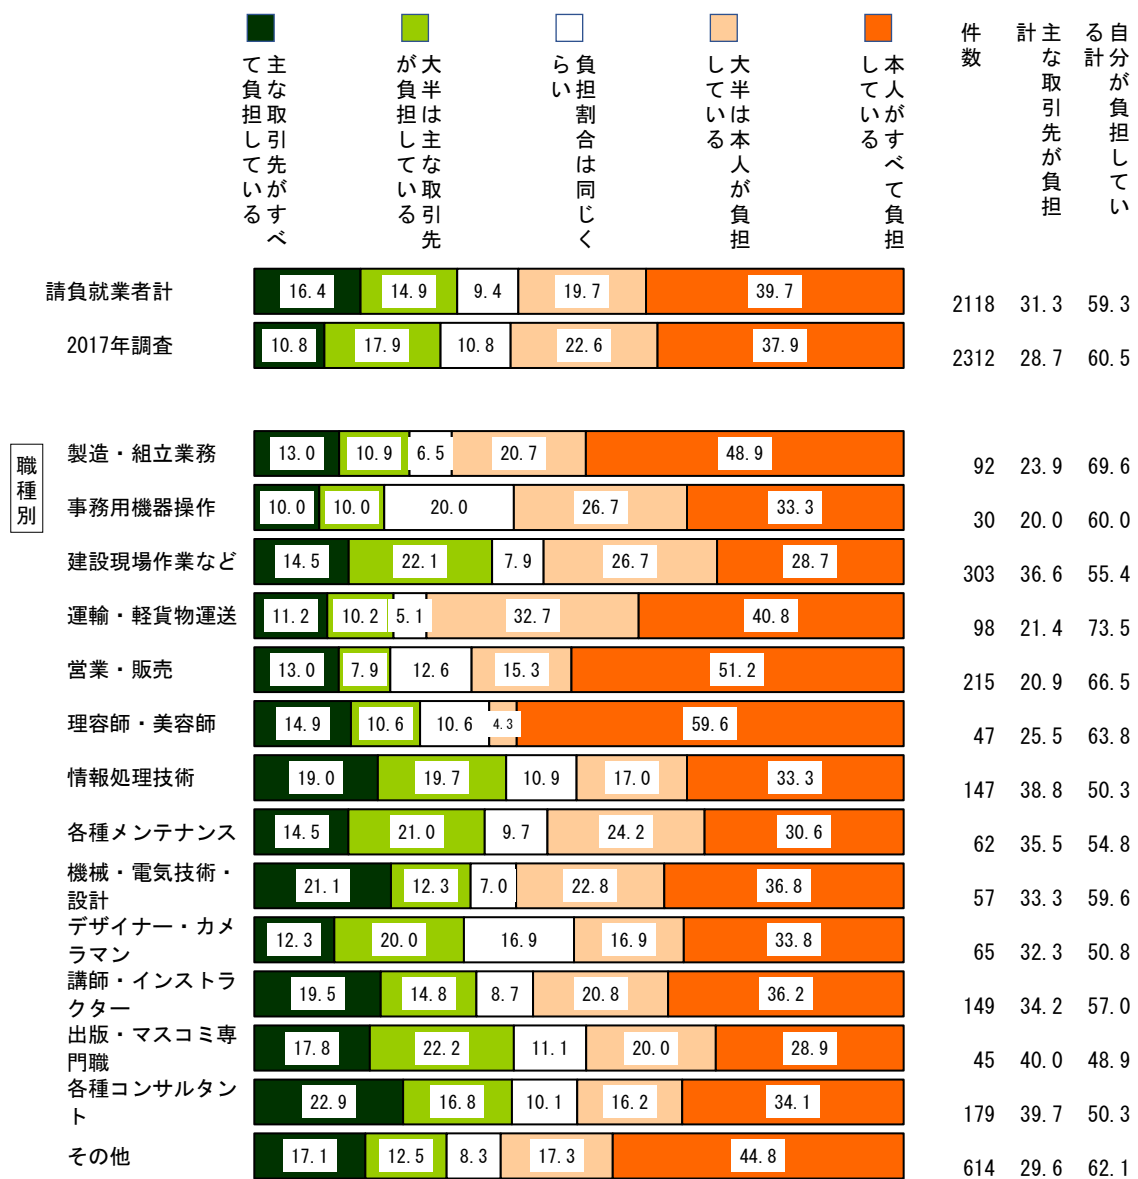 主な取引先がすべ
て負担している
大半は主な取引先
が負担している
負担割合は同じく
らい
大半は本人が負担
している
本人がすべて負担
している
件数
主な取引先が負担
計
自分が負担してい
る計
請負就業者計 16.4 14.9 9.4 19.7 39.7 2118 31.3 59.3
2017年調査 10.8 17.9 10.8 22.6 37.9 2312 28.7 60.5
職種別
製造・組立業務 13.0 10.9 6.5 20.7 48.9 92 23.9 69.6
事務用機器操作 10.0 10.0 20.0 26.7 33.3 30 20.0 60.0
建設現場作業など 14.5 22.1 7.9 26.7 28.7 303 36.6 55.4
運輸・軽貨物運送 11.2 10.2 5.1 32.7 40.8 98 21.4 73.5
営業・販売 13.0 7.9 12.6 15.3 51.2 215 20.9 66.5
理容師・美容師 14.9 10.6 10.6 4.3 59.6 47 25.5 63.8
情報処理技術 19.0 19.7 10.9 17.0 33.3 147 38.8 50.3
各種メンテナンス 14.5 21.0 9.7 24.2 30.6 62 35.5 54.8
機械・電気技術・
設計 21.1 12.3 7.0 22.8 36.8 57 33.3 59.6
デザイナー・カメ
ラマン 12.3 20.0 16.9 16.9 33.8 65 32.3 50.8
講師・インストラ
クター 19.5 14.8 8.7 20.8 36.2 149 34.2 57.0
出版・マスコミ専
門職 17.8 22.2 11.1 20.0 28.9 45 40.0 48.9
各種コンサルタン
ト 22.9 16.8 10.1 16.2 34.1 179 39.7 50.3
その他 17.1 12.5 8.3 17.3 44.8 614 29.6 62.1